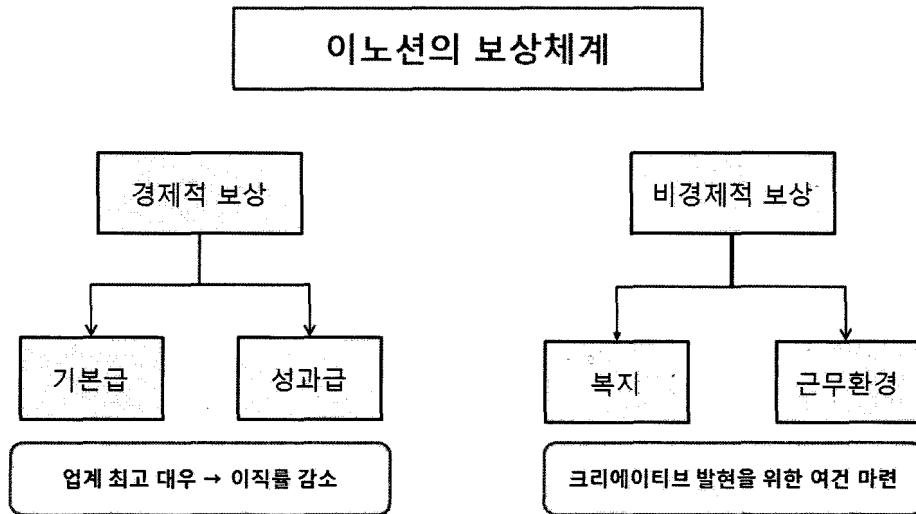 이노션의 보상체계
경제적 보상
비경제적 보상
기본급
성과급
복지
근무환경
업계 최고 대우 → 이직률 감소
크리에이티브 발현을 위한 여건 마련